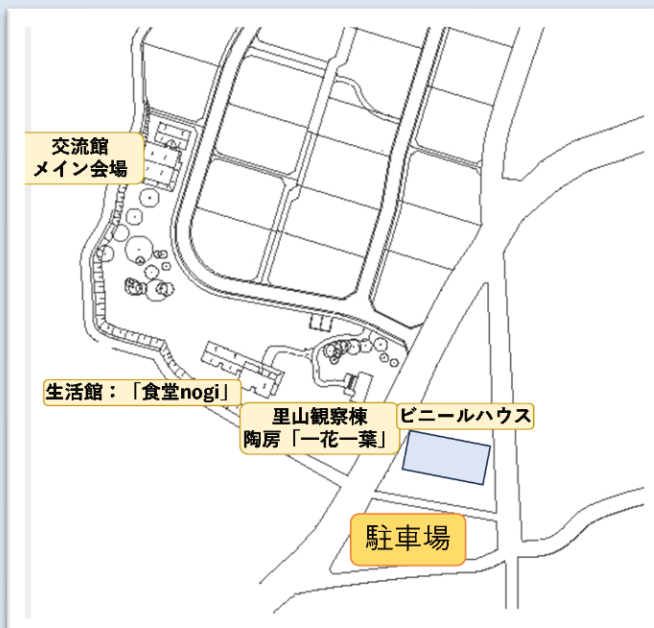 交流館
メイン会場
生活館：「食堂nogi」
里山観察棟
陶房「一花一葉」
ビニールハウス
駐車場